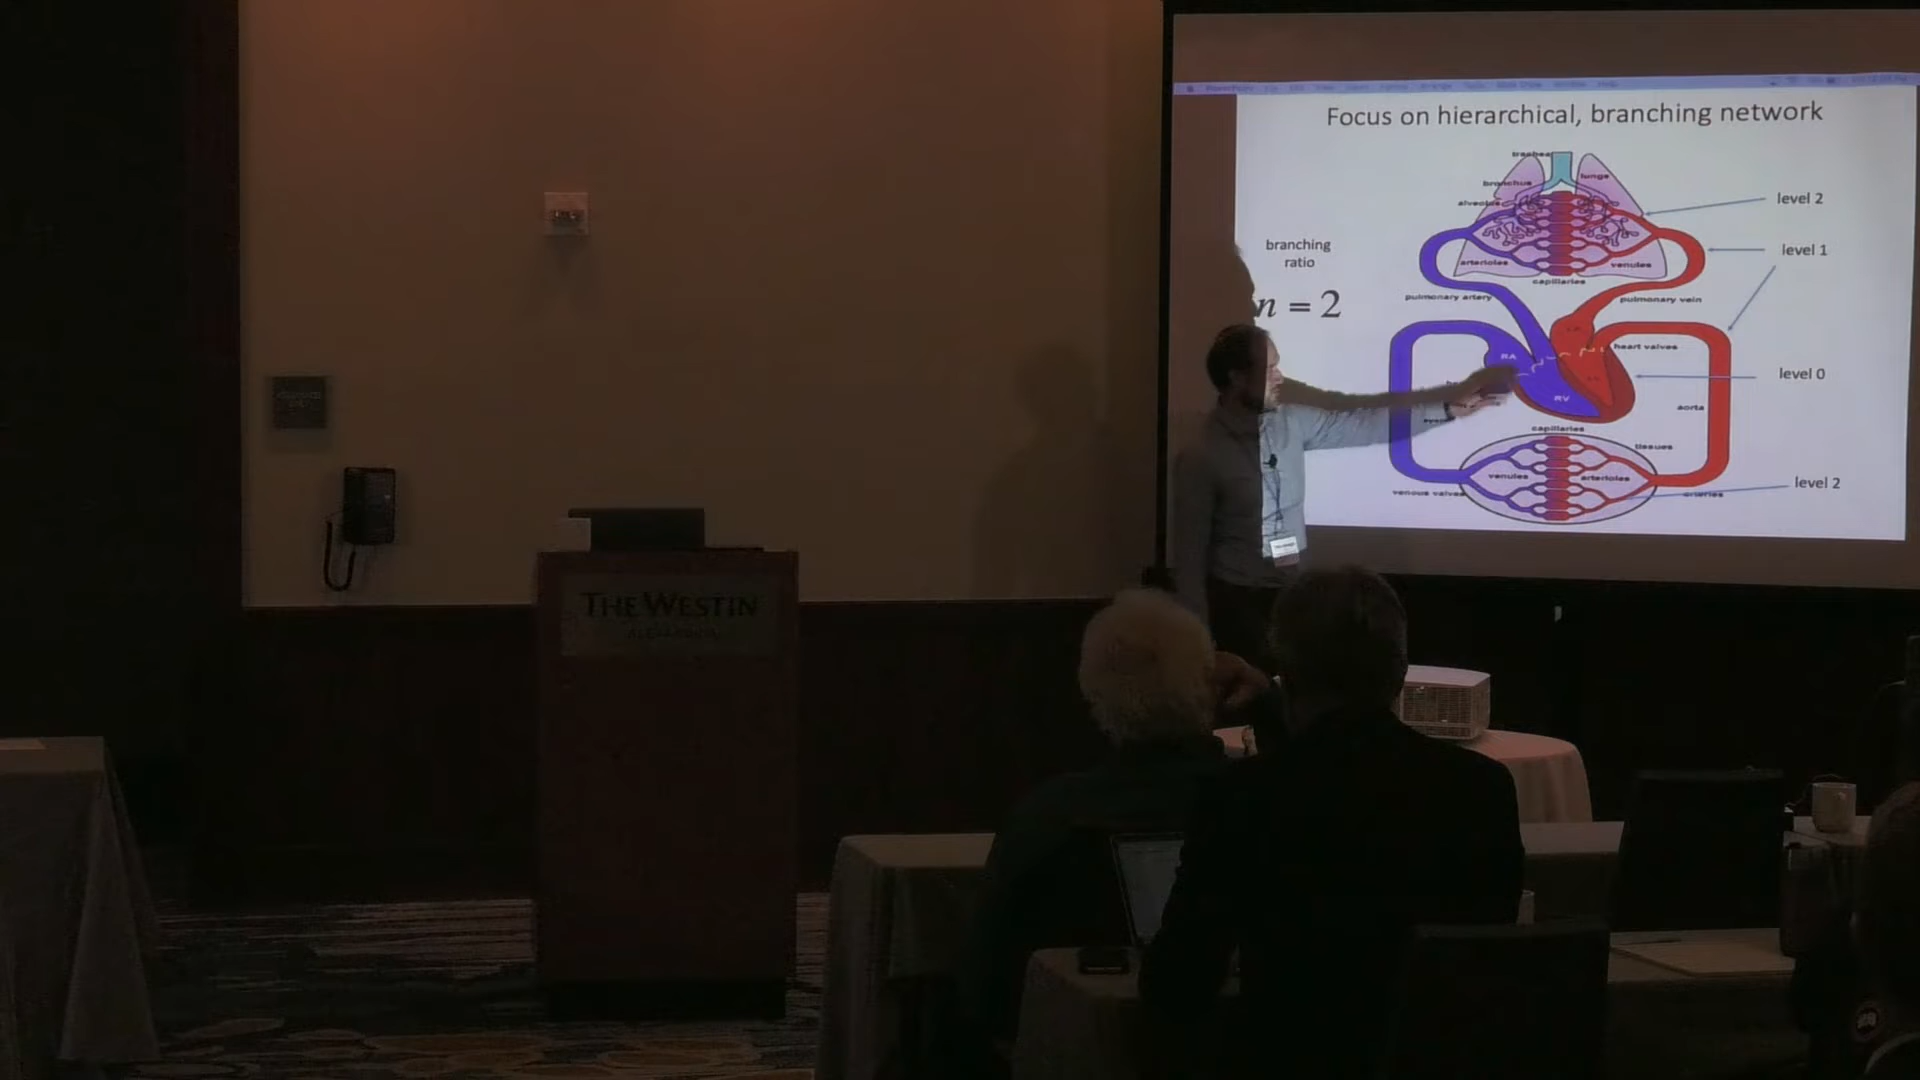 Focus on hierarchical, branching network
trachea
bronchus
lungs
alveolus
level 2
branching
ratio
level 1
arterioles
venules
capillaries
pulmonary artery
pulmonary vein
n = 2
heart valves
RA
level 0
RV
aorta
capillaries
tissues
venules
arterioles
level 2
venous valves
arteries
THE WESTIN
ALEXANDRIA